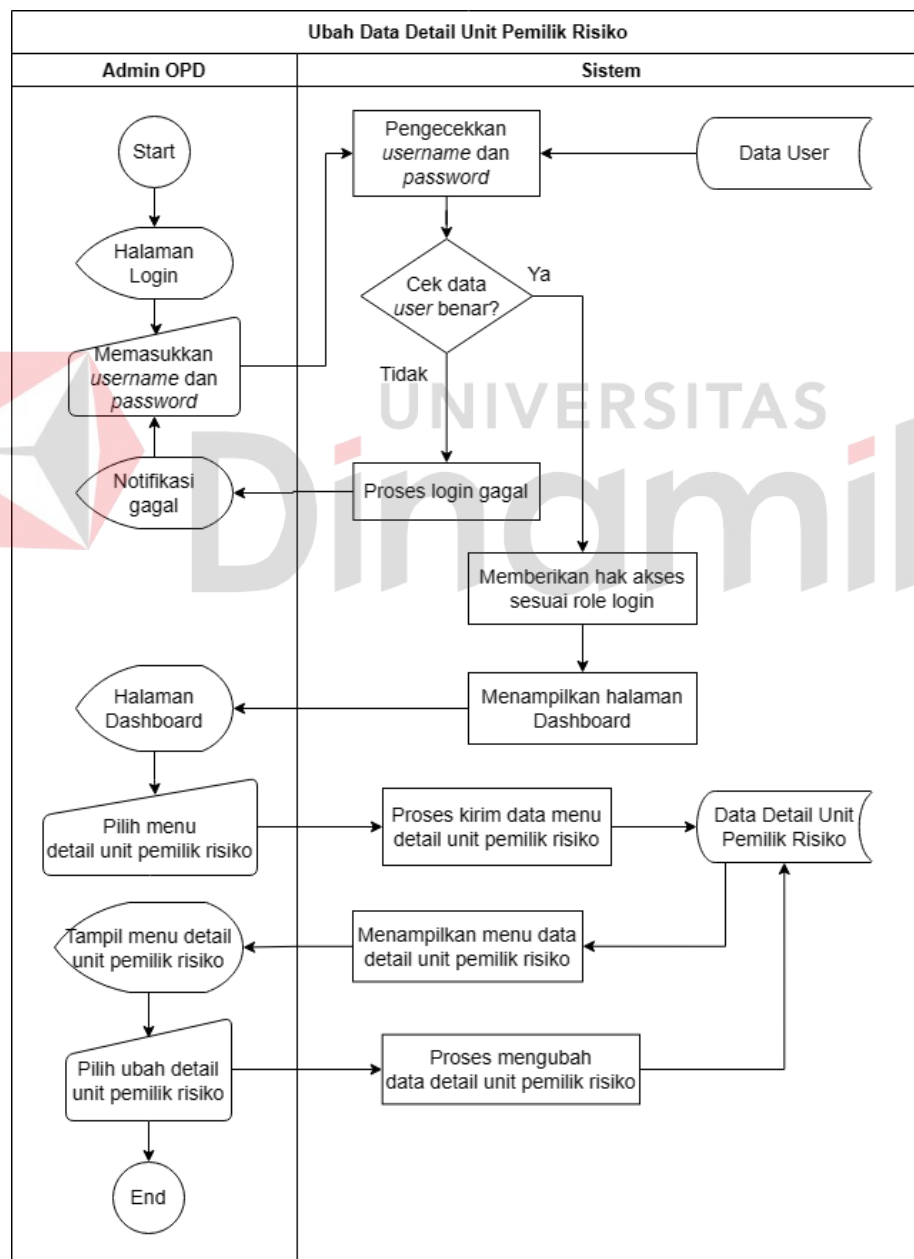 Ubah Data Detail Unit Pemilik Risiko
Admin OPD
Sistem
Start
Pengecekkan
username dan
password
Data User
Halaman
Login
Cek data
user benar?
Ya
Tidak
Memasukkan
username dan
password
UNIVERSITAS
Dinamik
Notifikasi
gagal
Proses login gagal
Memberikan hak akses
sesuai role login
Halaman
Dashboard
Menampilkan halaman
Dashboard
Pilih menu
detail unit pemilik risiko
Proses kirim data menu
detail unit pemilik risiko
Data Detail Unit
Pemilik Risiko
Tampil menu detail
unit pemilik risiko
Menampilkan menu data
detail unit pemilik risiko
Pilih ubah detail
unit pemilik risiko
Proses mengubah
data detail unit pemilik risiko
End